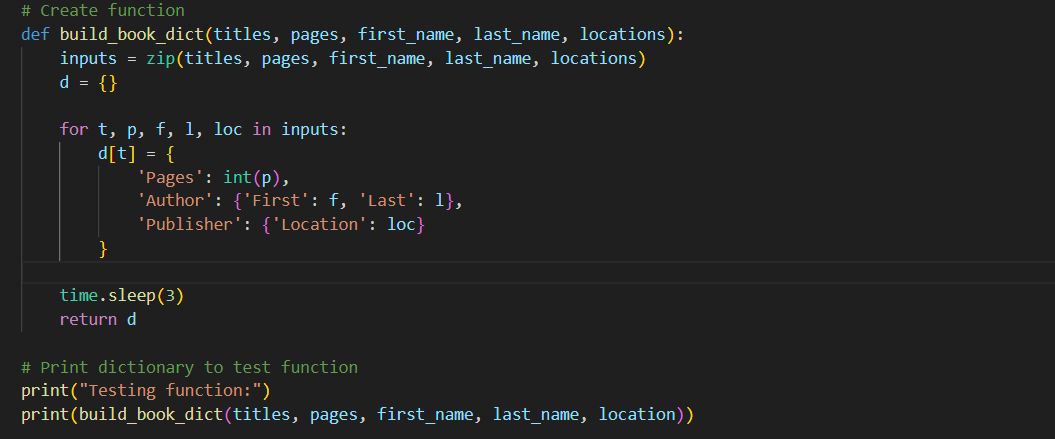 # Create function
def build_book_dict(titles, pages, first_name, last_name, locations):
    inputs = zip(titles, pages, first_name, last_name, locations)
    d = {}

    for t, p, f, l, loc in inputs:
        d[t] = {
            'Pages': int(p),
            'Author': {'First': f, 'Last': l},
            'Publisher': {'Location': loc}
        }

    time.sleep(3)
    return d

# Print dictionary to test function
print("Testing function:")
print(build_book_dict(titles, pages, first_name, last_name, location))